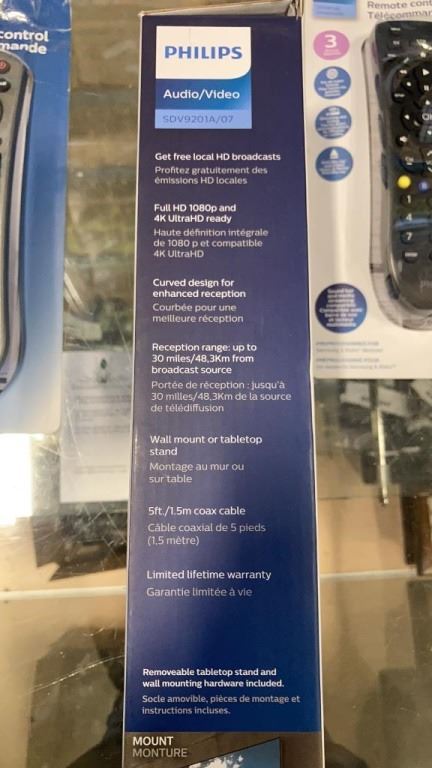 PHILIPS
Audio/Video
SDV9201A/07
Get free local HD broadcasts
Profitez gratuitement des
émissions HD locales
Full HD 1080p and
4K UltraHD ready
Haute définition intégrale
de 1080 p et compatible
4K UltraHD
Curved design for
enhanced reception
Courbée pour une
meilleure réception
Reception range: up to
30 miles/48,3Km from
broadcast source
Portée de réception : jusqu'à
30 milles/48,3Km de la source
de télédiffusion
Wall mount or tabletop
stand
Montage au mur ou
sur table
5ft./1.5m coax cable
Câble coaxial de 5 pieds
(1,5 mètre)
Limited lifetime warranty
Garantie limitée à vie
Removeable tabletop stand and
wall mounting hardware included.
Socle amovible, pièces de montage et
instructions incluses.
MOUNT
MONTURE
control
mande
Remote cont
Télécomman
3
1
4
7